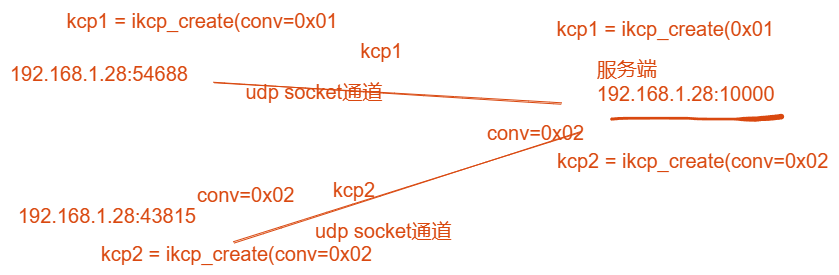 kcp1 = ikcp_create(conv=0x01
kcp1 = ikcp_create(0x01
kcp1
192.168.1.28:54688
服务端
udp socket通道
192.168.1.28:10000
conv=0x02
kcp2 = ikcp_create(conv=0x02
conv=0x02
kcp2
192.168.1.28:43815
udp socket通道
kcp2 = ikcp_create(conv=0x02